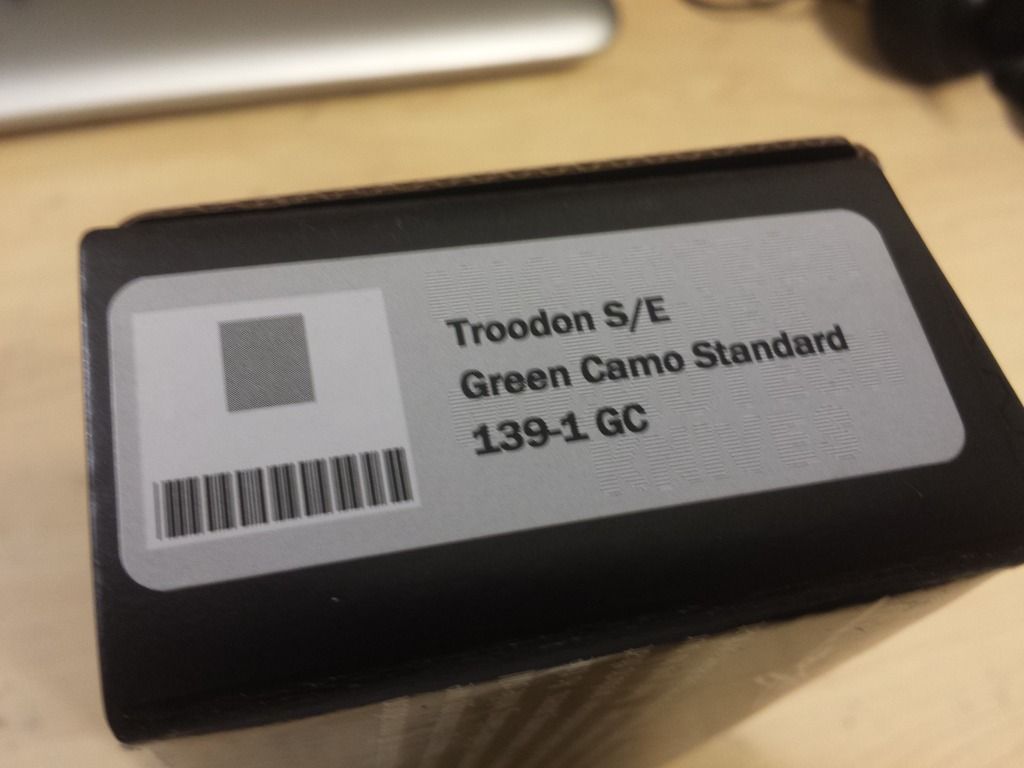 Troodon S/E
Green Camo Standard
139-1 GC